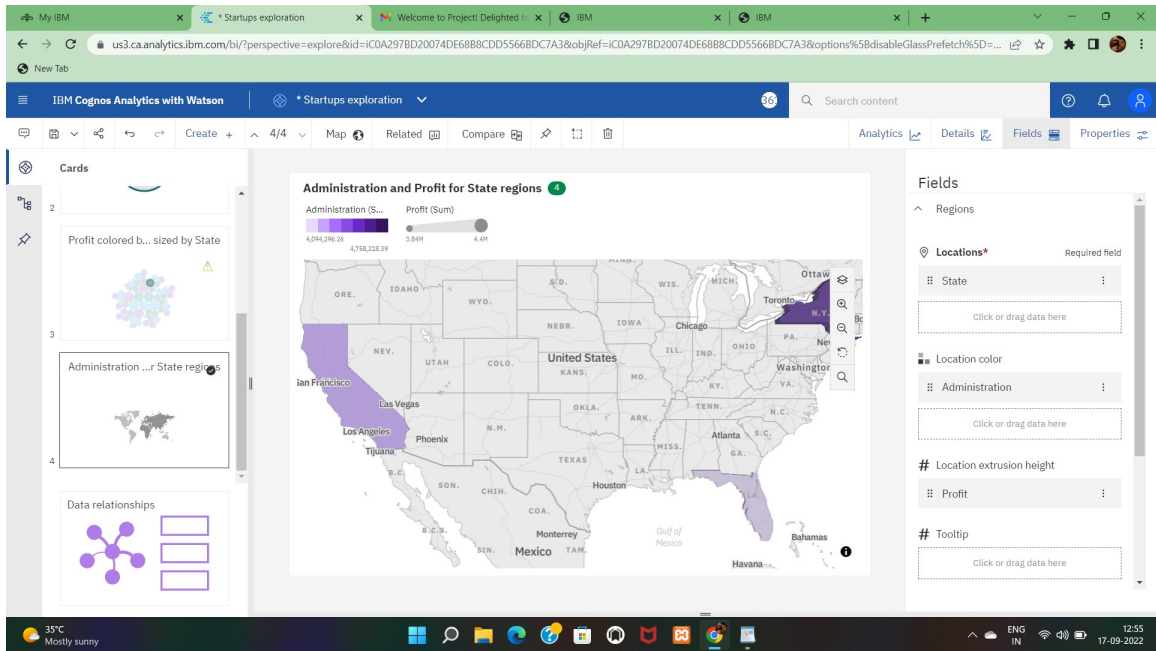 My IBM
* Startups exploration
Welcome to Project! Delighted to
IBM
IBM
us3.ca.analytics.ibm.com/bi/?perspective=explore&id=iC0A297BD20074DE68B8CDD5566BDC7A3&objRef=iC0A297BD20074DE68B8CDD5566BDC7A3&options%5BdisableGlassPrefetch%5D=...
New Tab
IBM Cognos Analytics with Watson
* Startups exploration
36
Search content
Create
4/4
Map
Related
Compare
Analytics
Details
Fields
Properties
Cards
2
Profit colored b... sized by State
3
Administration ...r State regions
4
Data relationships
Administration and Profit for State regions 4
Administration (S...
Profit (Sum)
4,094,296.26
4,758,218.39
3.84M
4.4M
MINN.
Ottaw
ORE.
IDAHO
S.D.
WIS.
MICH.
WYO.
Toronto
N.Y.
NEBR.
IOWA
Chicago
NEV.
UTAH
COLO.
United States
KANS.
ILL.
IND.
OHIO
PA.
Washington
San Francisco
MO.
KY.
VA.
Las Vegas
OKLA.
ARK.
TENN.
N.C.
Los Angeles
Phoenix
N.M.
Atlanta
S.C.
Tijuana
MISS.
GA.
TEXAS
LA.
B.C.
SON.
CHIH.
Houston
FLA.
COA.
B.C.S.
Monterrey
Gulf of
Mexico
Bahamas
SIN.
Mexico
TAM.
Havana
Fields
Regions
Locations*
Required field
State
Click or drag data here
Location color
Administration
Click or drag data here
# Location extrusion height
Profit
# Tooltip
Click or drag data here
35°C
Mostly sunny
ENG
IN
12:55
17-09-2022